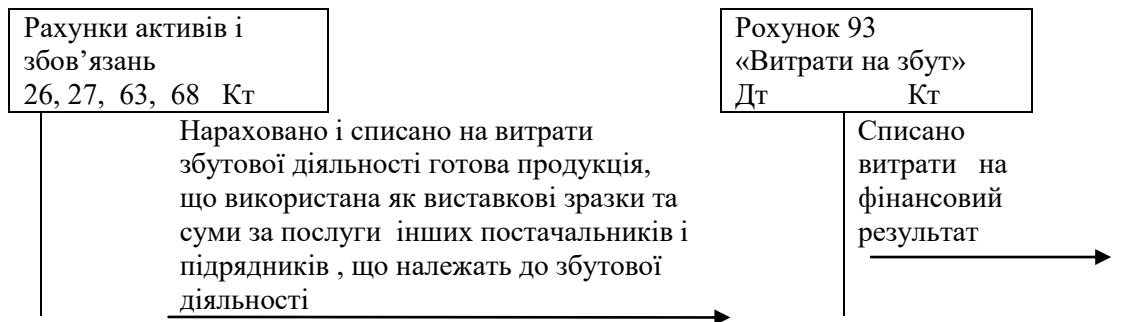 Рахунки активів і
збов’язань
26, 27, 63, 68 Кт
Рохунок 93
«Витрати на збут»
Дт Кт
Нараховано і списано на витрати
збутової діяльності готова продукція,
що використана як виставкові зразки та
суми за послуги інших постачальників і
підрядників , що належать до збутової
діяльності
Списано
витрати на
фінансовий
результат